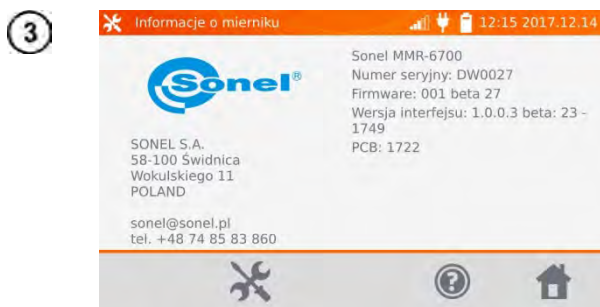 3
Informacje o mierniku
12:15 2017.12.14
Sonel®
SONEL S.A.
58-100 Świdnica
Wokulskiego 11
POLAND
sonel@sonel.pl
tel. +48 74 85 83 860
Sonel MMR-6700
Numer seryjny: DW0027
Firmware: 001 beta 27
Wersja interfejsu: 1.0.0.3 beta: 23 -
1749
PCB: 1722
?